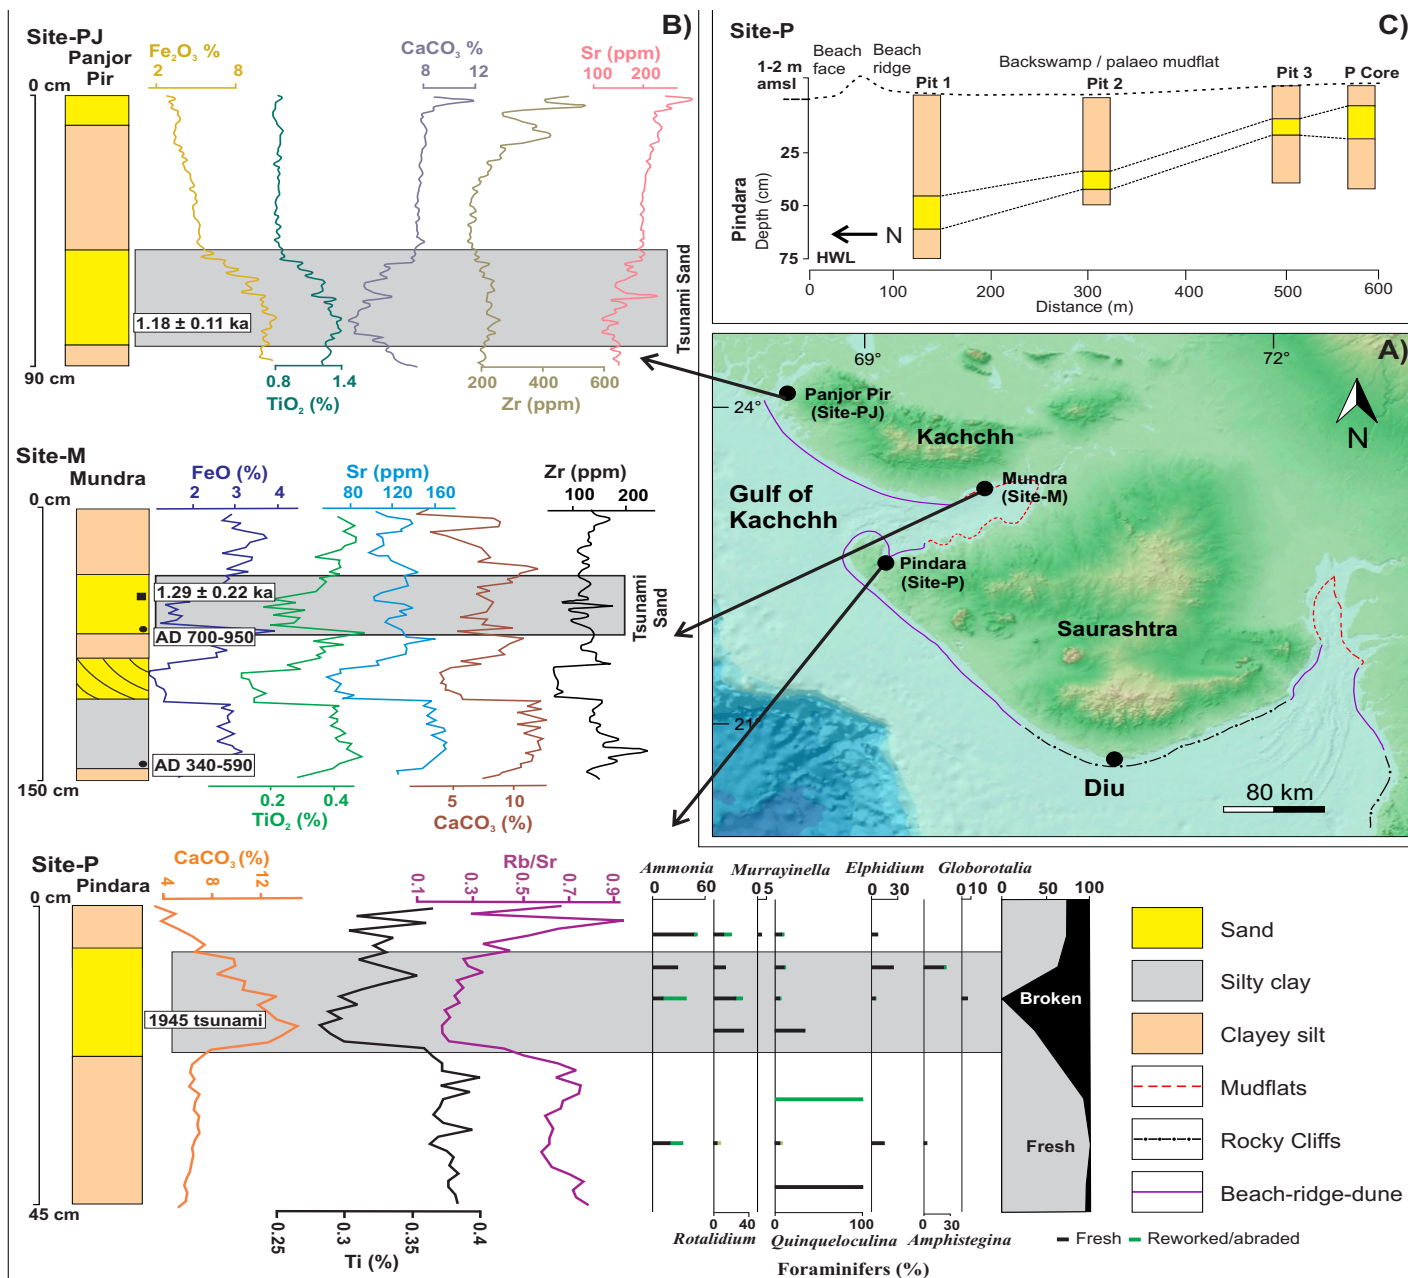 B)
Site-PJ
Panjor
Pir
Fe₂O₃ %
2 8
CaCO₃ %
8 12
Sr (ppm)
100 200
0 cm
1.18 ± 0.11 ka
Tsunami Sand
90 cm
0.8 1.4
TiO₂ (%)
200 400 600
Zr (ppm)
C)
Site-P
Beach
face
Beach
ridge
Backswamp / palaeo mudflat
1-2 m
amsl
Pit 1
Pit 2
Pit 3
P Core
25
50
75
Pindara
Depth (cm)
N
HWL
0 100 200 300 400 500 600
Distance (m)
A)
69°
72°
24°
21°
Panjor Pir
(Site-PJ)
Kachchh
N
Mundra
(Site-M)
Gulf of
Kachchh
Pindara
(Site-P)
Saurashtra
Diu
80 km
Site-M
Mundra
FeO (%)
2 3 4
Sr (ppm)
80 120 160
Zr (ppm)
100 200
0 cm
1.29 ± 0.22 ka
AD 700-950
Tsunami
Sand
AD 340-590
150 cm
0.2 0.4
TiO₂ (%)
5 10
CaCO₃ (%)
Site-P
Pindara
CaCO₃ (%)
4 8 12
Rb/Sr
0.1 0.3 0.5 0.7 0.9
Ammonia
0 60
Murrayinella
0 5
Elphidium
0 30
Globorotalia
0 10
0 50 100
0 cm
1945 tsunami
Broken
Fresh
45 cm
0.25 0.3 0.35 0.4
Ti (%)
0 40
Rotalidium
0 100
Quinqueloculina
0 30
Amphistegina
Fresh
Reworked/abraded
Foraminifers (%)
Sand
Silty clay
Clayey silt
Mudflats
Rocky Cliffs
Beach-ridge-dune